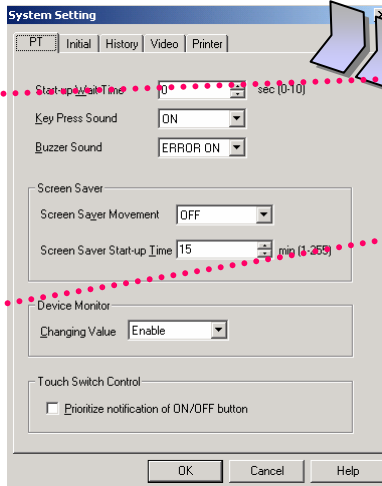 System Setting
PT Initial History Video Printer
Start-up Wait Time 0 sec (0-10)
Key Press Sound ON
Buzzer Sound ERROR ON
Screen Saver
Screen Saver Movement OFF
Screen Saver Start-up Time 15 min (1-255)
Device Monitor
Changing Value Enable
Touch Switch Control
Prioritize notification of ON/OFF button
OK Cancel Help